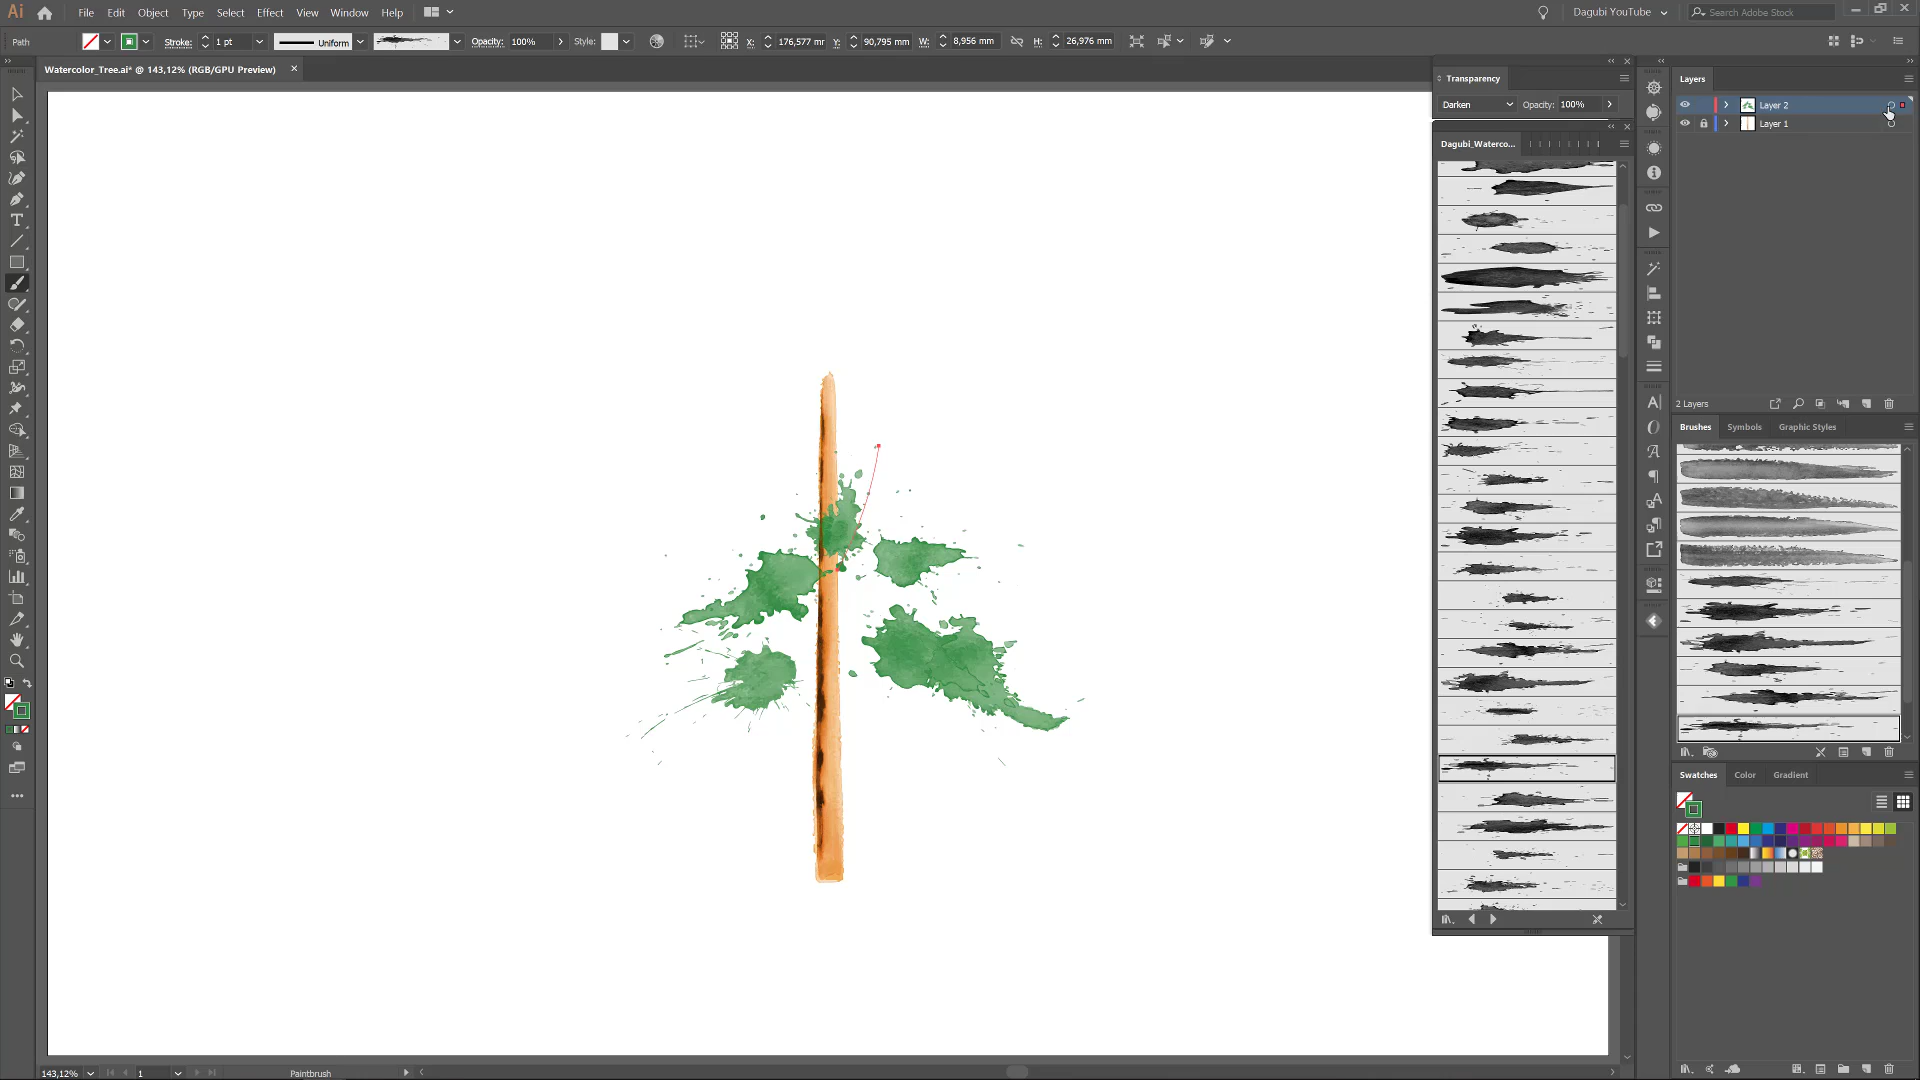 Ai File Edit Object Type Select Effect View Window Help Dagubi YouTube Search Adobe Stock
Path Stroke: 1 pt Uniform Opacity: 100% Style: X: 176,577 mr Y: 90,795 mm W: 8,956 mm H: 26,976 mm
Watercolor_Tree.ai* @ 143,12% (RGB/GPU Preview) ×
Transparency
Darken Opacity: 100%
Dagubi_Waterco...
Layers
Layer 2
Layer 1
2 Layers
Brushes Symbols Graphic Styles
Swatches Color Gradient
143,12% 1 Paintbrush